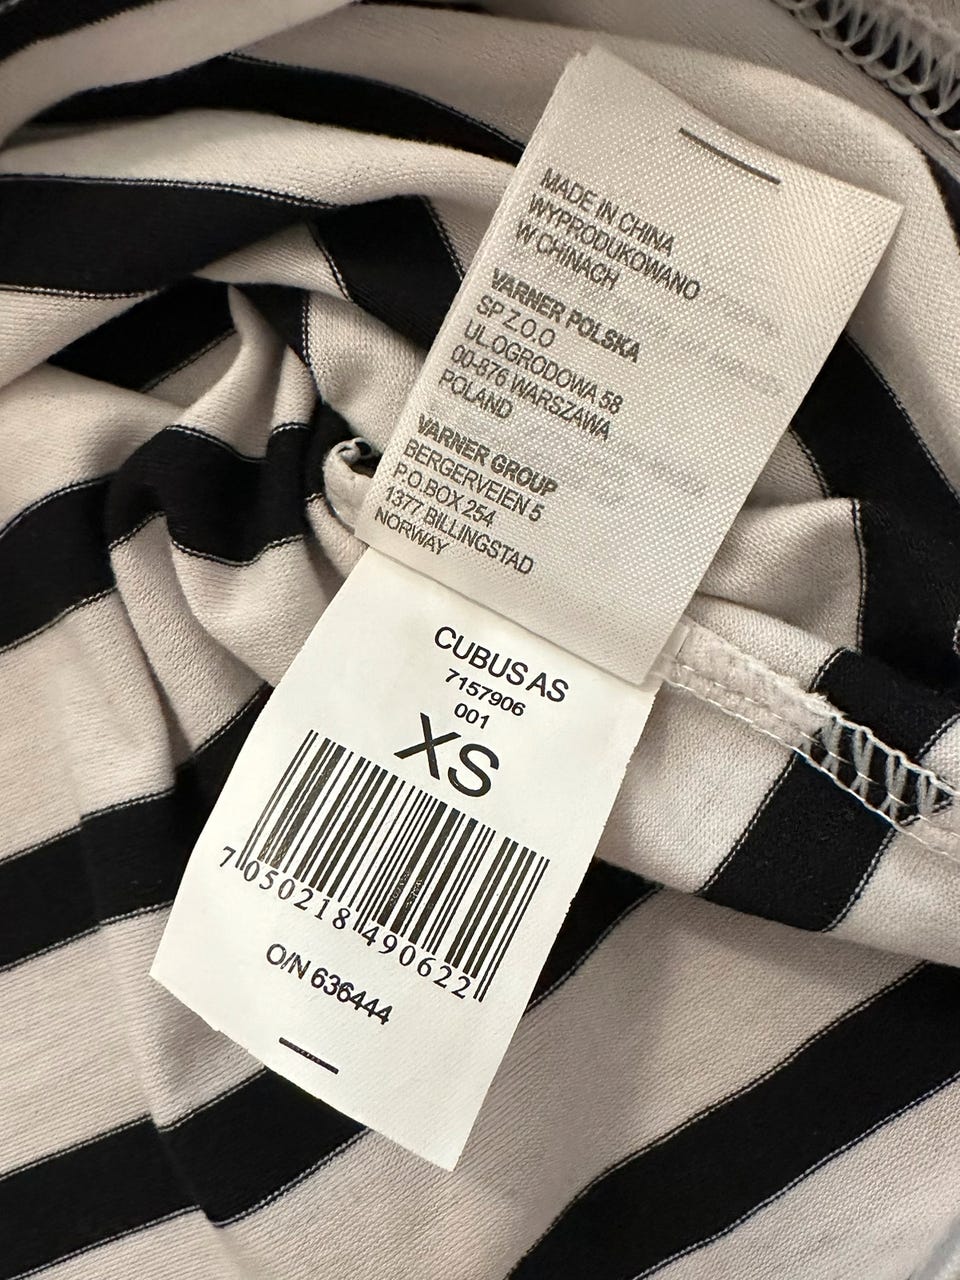 MADE IN CHINA
WYPRODUKOWANO
W CHINACH
VARNER POLSKA
SP Z.O.O
UL.OGRODOWA 58
00-876 WARSZAWA
POLAND
VARNER GROUP
BERGERVEIEN 5
P.O.BOX 254
1377 BILLINGSTAD
NORWAY
CUBUS AS
7157906
001
XS
7 050218 490622
O/N 636444